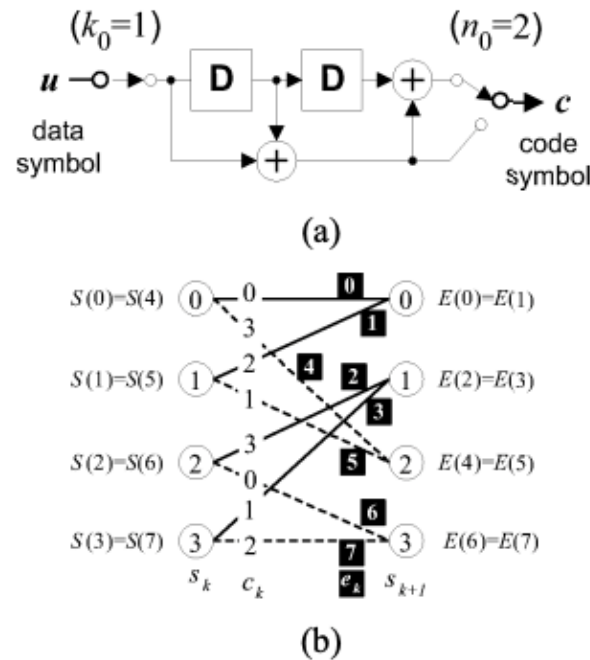 (k₀=1) (n₀=2)
u D D + c
data symbol + code symbol
(a)
S(0)=S(4) 0 0 0 0 E(0)=E(1)
3 1
4
S(1)=S(5) 1 2 2 1 E(2)=E(3)
1 3
S(2)=S(6) 2 3 5 2 E(4)=E(5)
0
1 6
S(3)=S(7) 3 2 7 3 E(6)=E(7)
sₖ cₖ eₖ sₖ₊₁
(b)